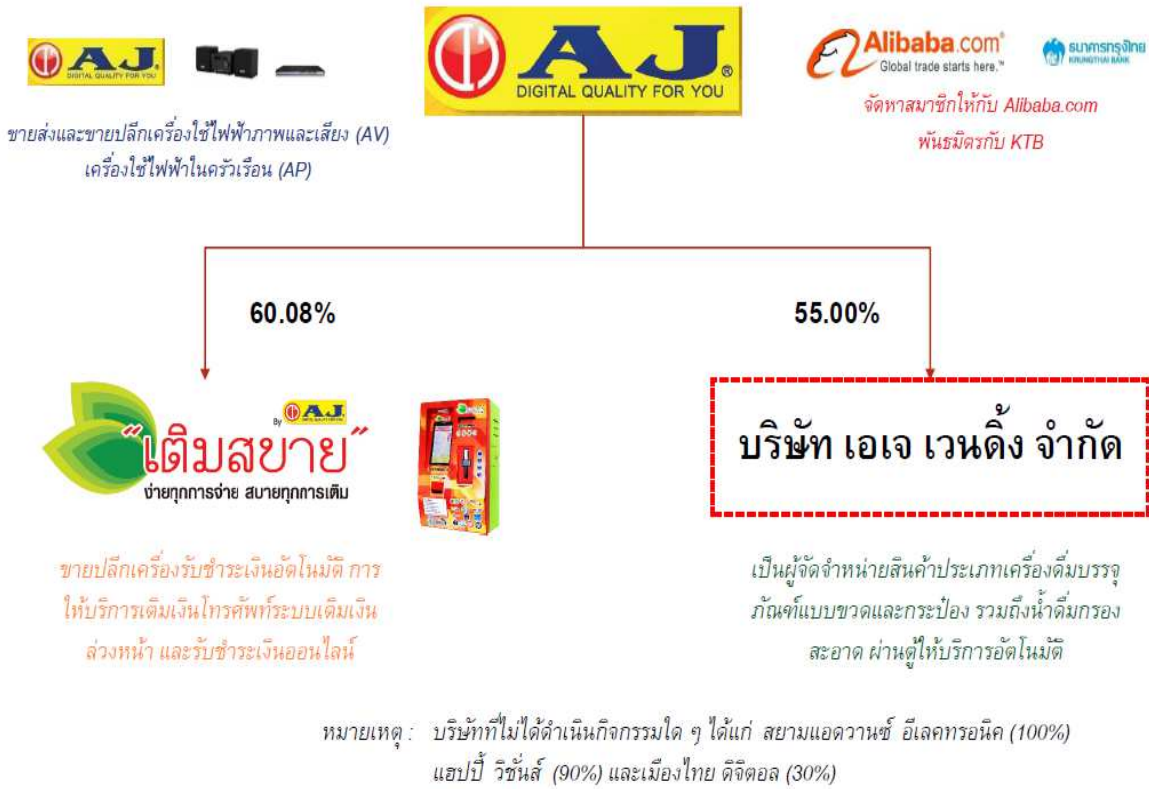 AJ
DIGITAL QUALITY FOR YOU
ขายส่งและขายปลีกเครื่องใช้ไฟฟ้าภาพและเสียง (AV)
เครื่องใช้ไฟฟ้าในครัวเรือน (AP)
AJ®
DIGITAL QUALITY FOR YOU
Alibaba.com®
Global trade starts here.™
ธนาคารกรุงไทย
KRUNGTHAI BANK
จัดหาสมาชิกให้กับ Alibaba.com
พันธมิตรกับ KTB
60.08%
55.00%
By AJ
"เติมสบาย"
ง่ายทุกการจ่าย สบายทุกการเติม
ขายปลีกเครื่องรับชำระเงินอัตโนมัติ การ
ให้บริการเติมเงินโทรศัพท์ระบบเติมเงิน
ล่วงหน้า และรับชำระเงินออนไลน์
บริษัท เอเจ เวนดิ้ง จำกัด
เป็นผู้จัดจำหน่ายสินค้าประเภทเครื่องดื่มบรรจุ
ภัณฑ์แบบขวดและกระป๋อง รวมถึงน้ำดื่มกรอง
สะอาด ผ่านตู้ให้บริการอัตโนมัติ
หมายเหตุ : บริษัทที่ไม่ได้ดำเนินกิจกรรมใด ๆ ได้แก่ สยามแอดวานซ์ อีเลคทรอนิค (100%)
แฮปปี้ วิชั่นส์ (90%) และเมืองไทย ดิจิตอล (30%)